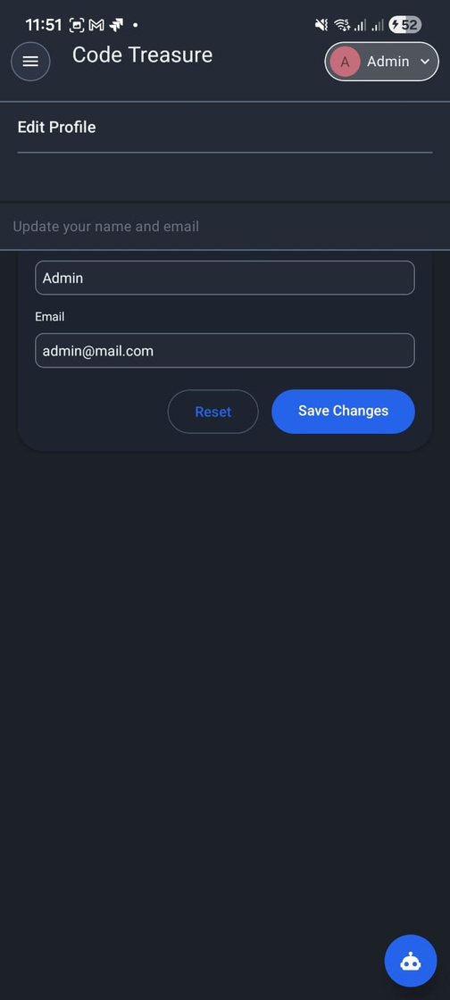 11:51
52
Code Treasure
A
Admin
Edit Profile
Update your name and email
Admin
Email
admin@mail.com
Reset
Save Changes